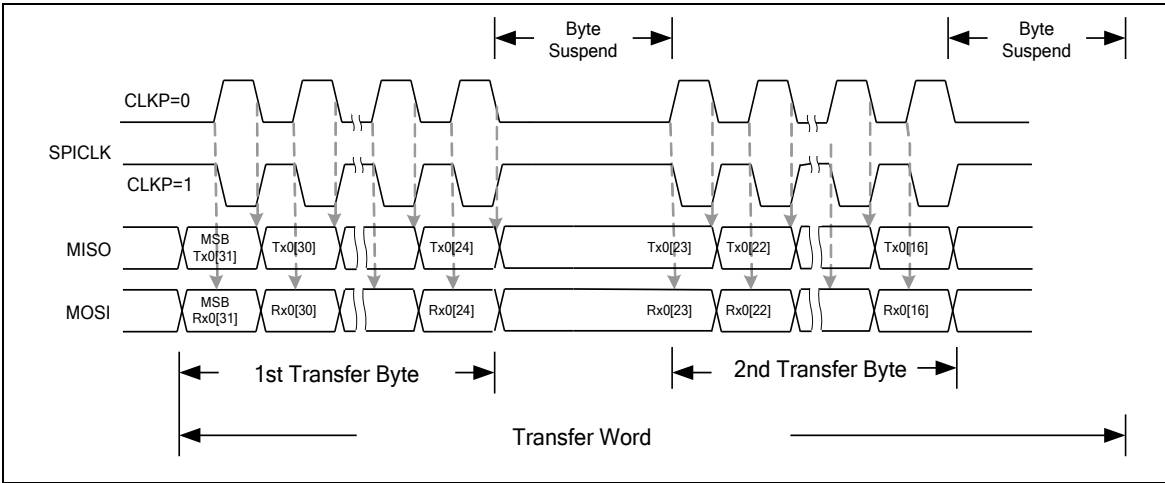 Byte
Suspend
Byte
Suspend
CLKP=0
SPICLK
CLKP=1
MISO
MSB
Tx0[31]
Tx0[30]
Tx0[24]
Tx0[23]
Tx0[22]
Tx0[16]
MOSI
MSB
Rx0[31]
Rx0[30]
Rx0[24]
Rx0[23]
Rx0[22]
Rx0[16]
1st Transfer Byte
2nd Transfer Byte
Transfer Word